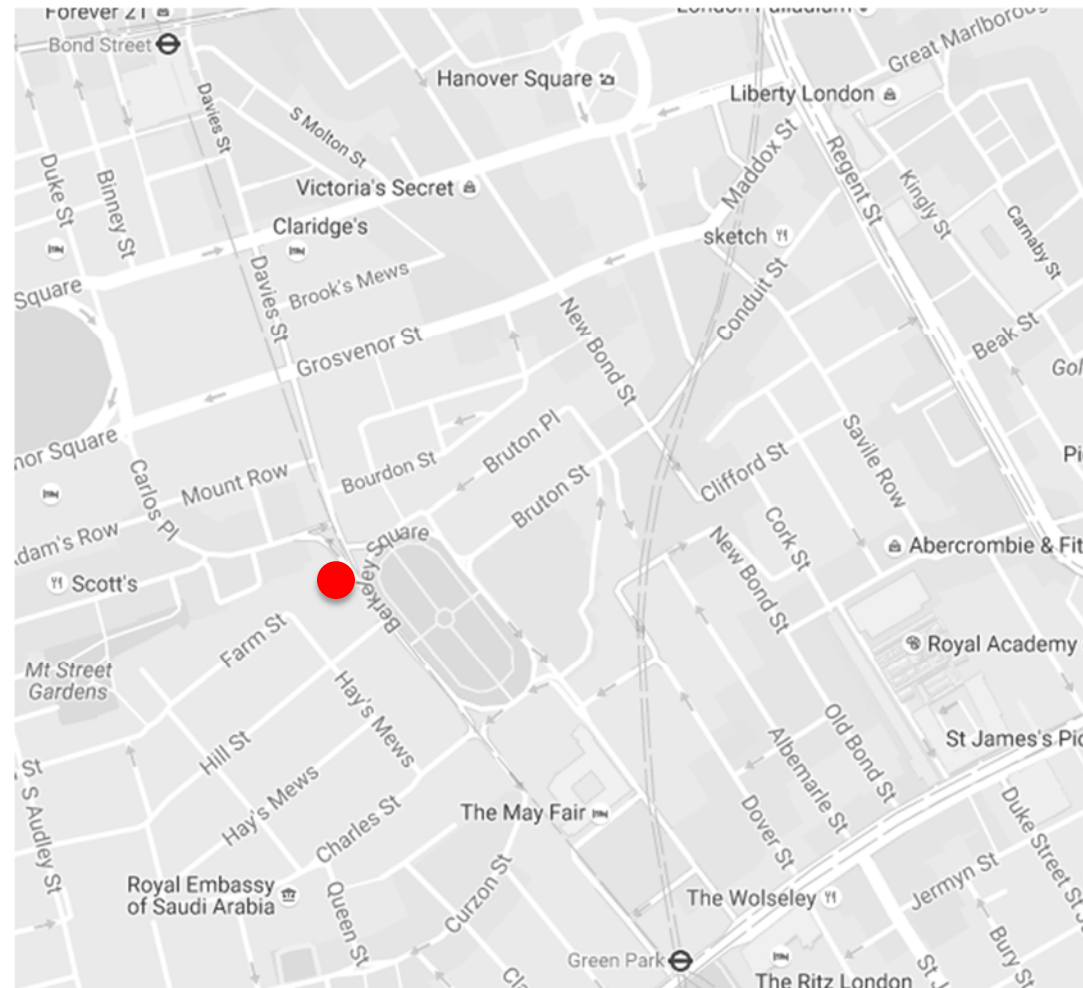 Forever 21
London Palladium
Bond Street
Great Marlboroug
Hanover Square
Liberty London
Davies St
S Molton St
Maddox St
Regent St
Duke St
Binney St
Victoria's Secret
Kingly St
Carnaby St
Claridge's
sketch
Square
Davies St
Brook's Mews
Conduit St
New Bond St
Grosvenor St
Beak St
Gol
nor Square
Bruton Pl
Savile Row
Pi
Carlos Pl
Mount Row
Bourdon St
Bruton St
Clifford St
dam's Row
Berkeley Square
Cork St
Abercrombie & Fit
Scott's
New Bond St
Farm St
Royal Academy
Mt Street
Gardens
Hay's Mews
Hill St
Old Bond St
St James's Pic
St
Albemarle St
S Audley St
Hay's Mews
The May Fair
Charles St
Dover St
Duke Street St J
Royal Embassy
of Saudi Arabia
Queen St
Curzon St
The Wolseley
Jermyn St
Bury St
Green Park
St J
Cla
The Ritz London